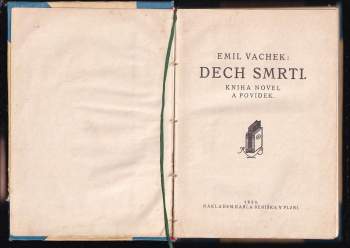 EMIL VACHEK:
DECH SMRTI.
KNIHA NOVEL
A POVÍDEK.
NÁKLADEM KARLA BENIŠKA V PLZNI.